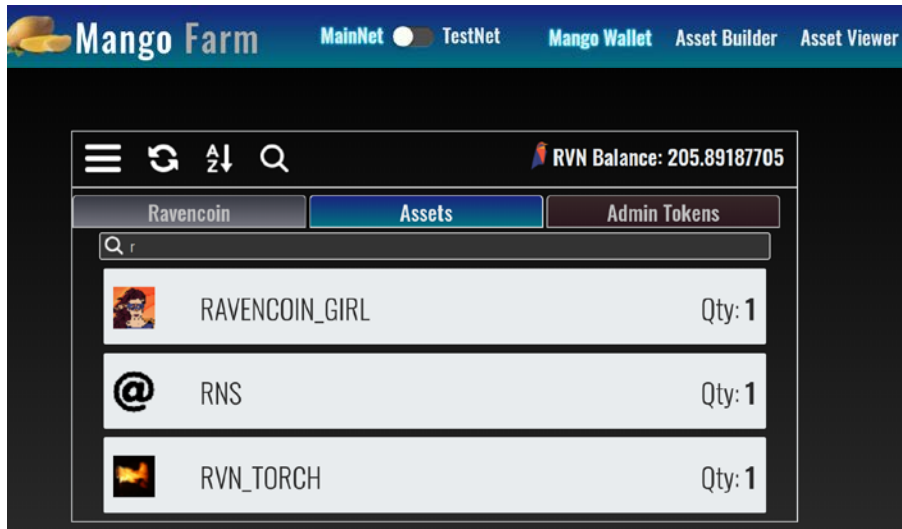 Mango Farm MainNet TestNet Mango Wallet Asset Builder Asset Viewer
RVN Balance: 205.89187705
Ravencoin Assets Admin Tokens
r
RAVENCOIN_GIRL Qty: 1
@ RNS Qty: 1
RVN_TORCH Qty: 1